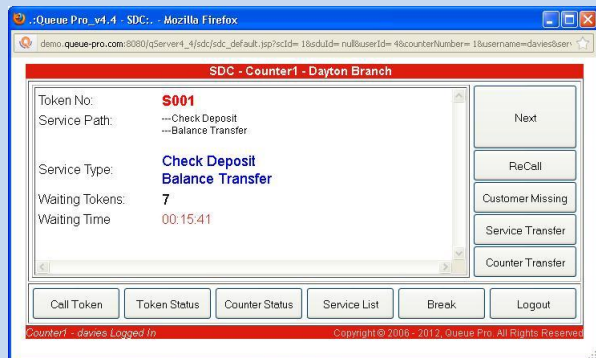 .:Queue Pro_v4.4 - SDC:. - Mozilla Firefox
demo.queue-pro.com:8080/qServer4_4/sdc/sdc_default.jsp?scId= 1&sduId= null&userId= 4&counterNumber= 1&username=davies&ser
SDC - Counter1 - Dayton Branch
Token No: S001
Service Path: ---Check Deposit
---Balance Transfer
Service Type: Check Deposit
Balance Transfer
Waiting Tokens: 7
Waiting Time 00:15:41
Next
ReCall
Customer Missing
Service Transfer
Counter Transfer
Call Token Token Status Counter Status Service List Break Logout
Counter1 - davies Logged In Copyright © 2006 - 2012, Queue Pro. All Rights Reserved